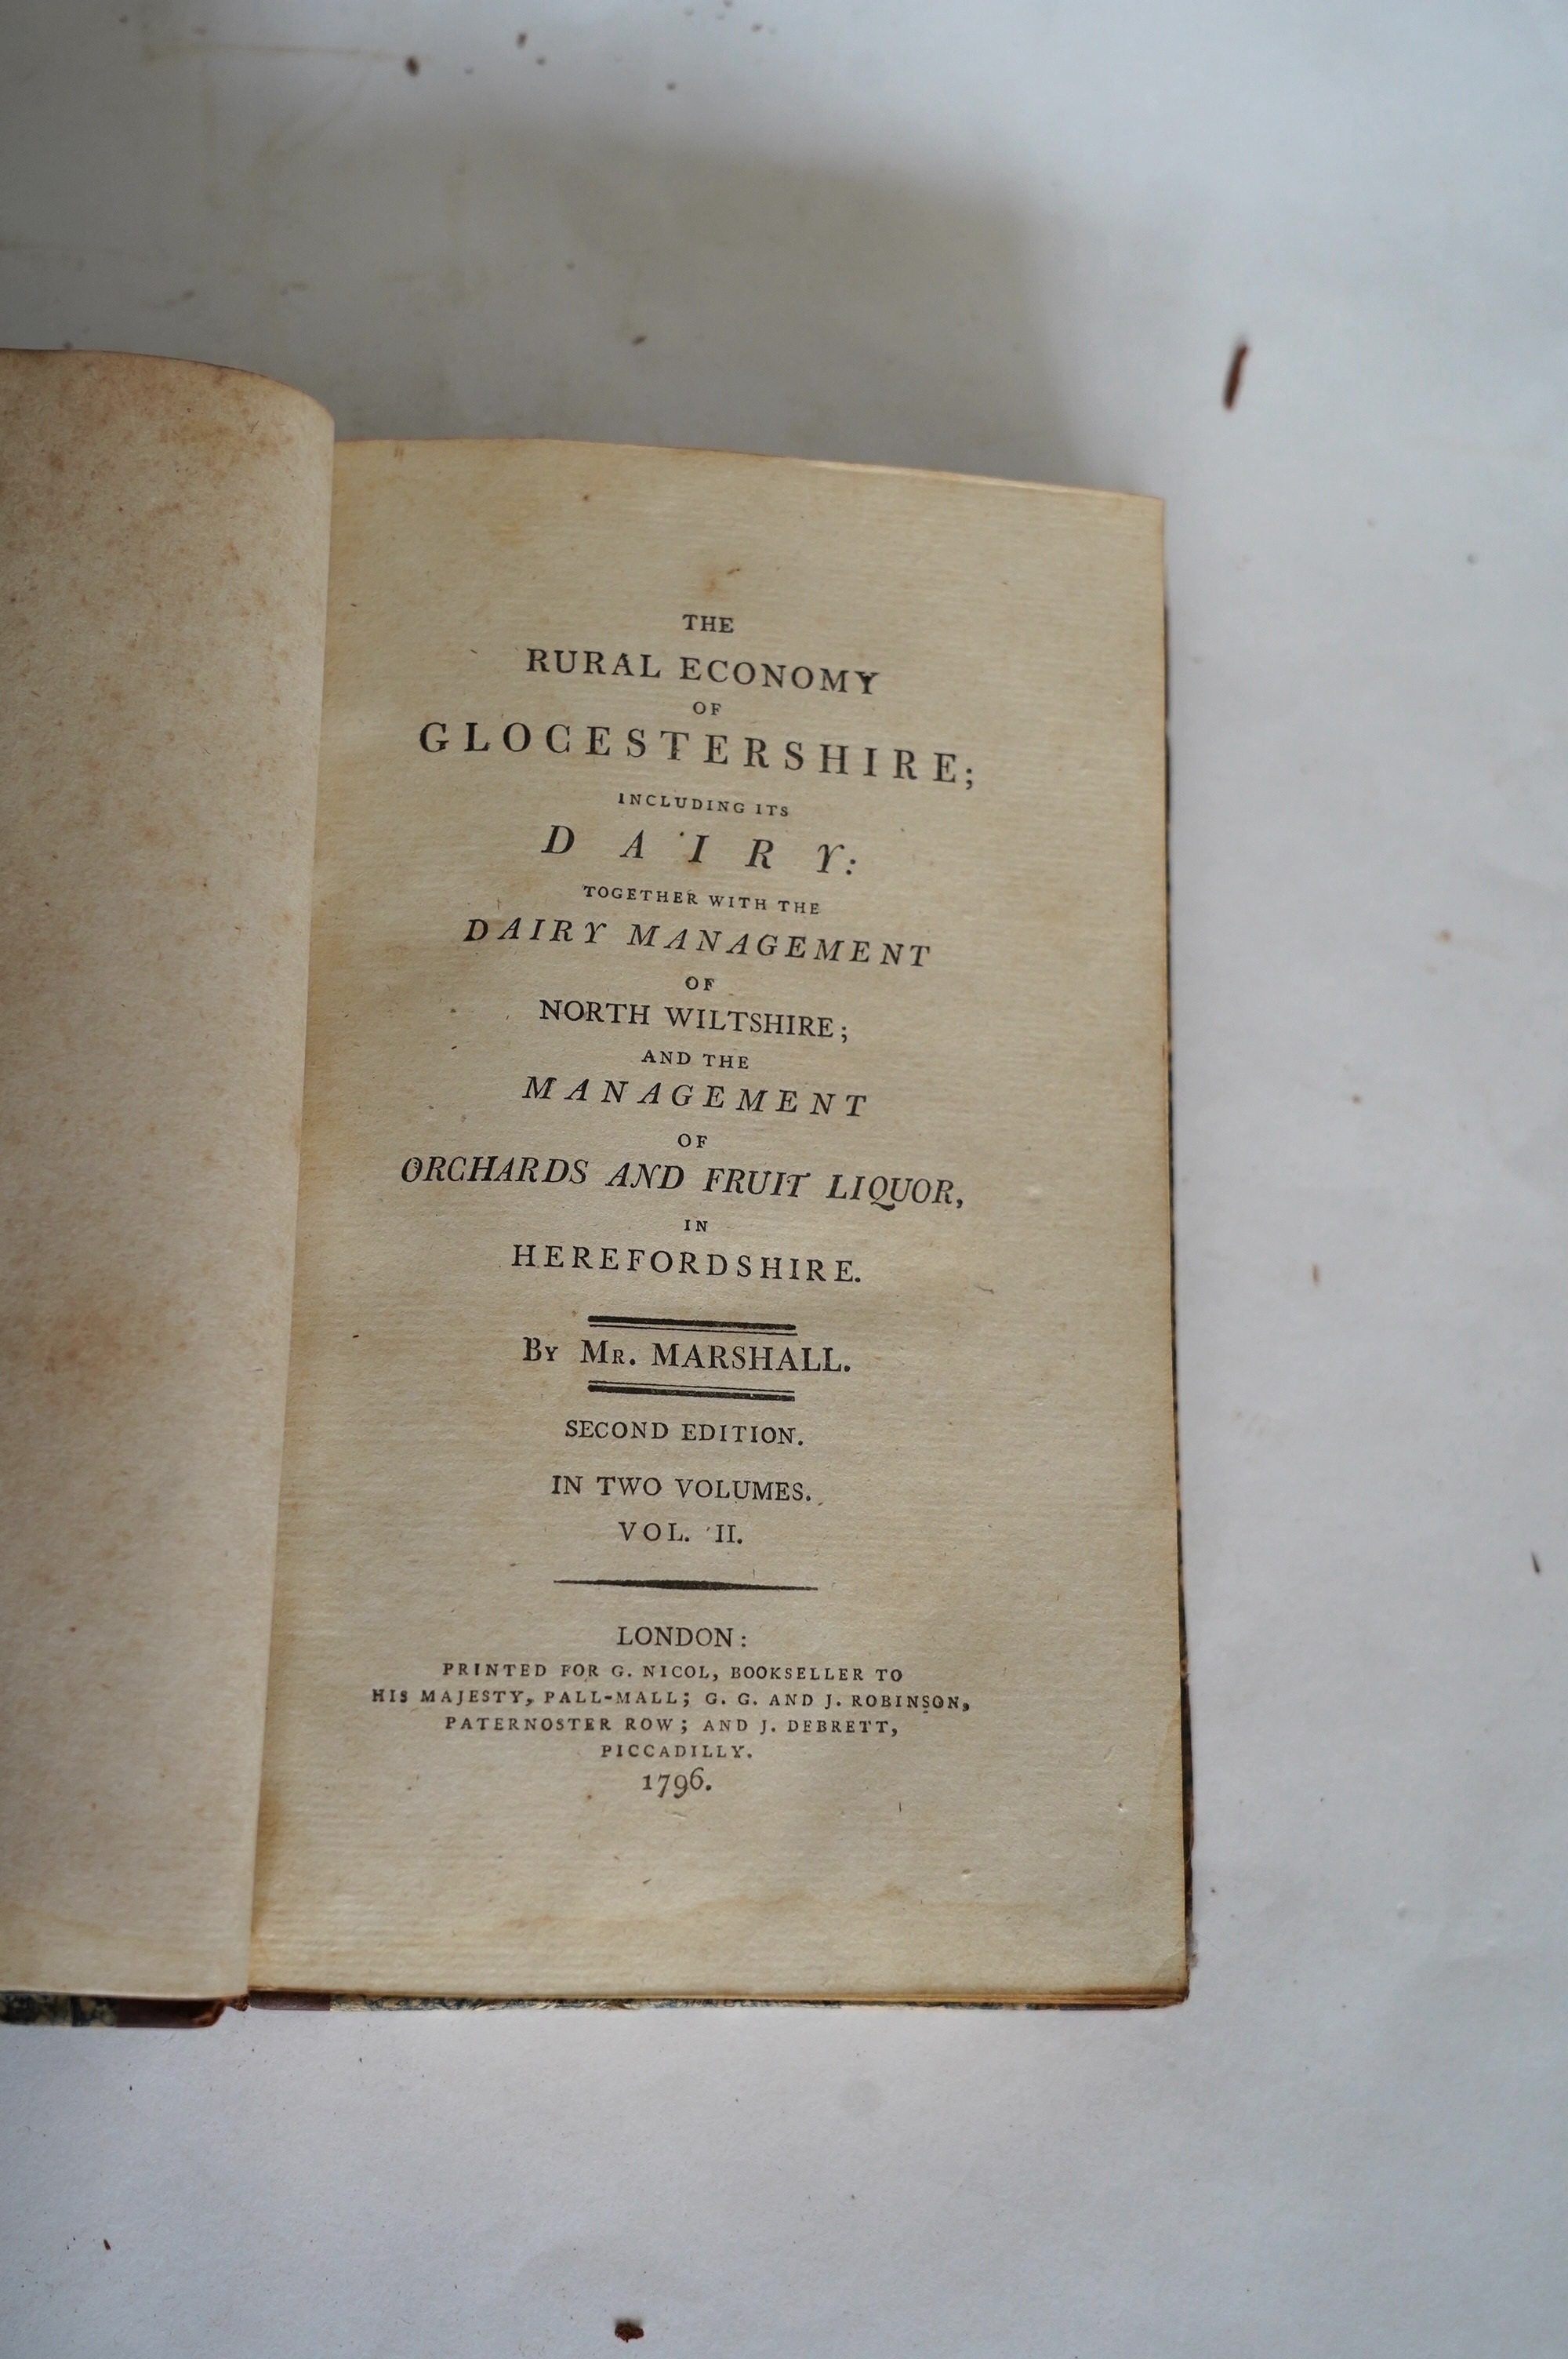 THE
RURAL ECONOMY
OF
GLOCESTERSHIRE;
INCLUDING ITS
DAIRY:
TOGETHER WITH THE
DAIRY MANAGEMENT
OF
NORTH WILTSHIRE;
AND THE
MANAGEMENT
OF
ORCHARDS AND FRUIT LIQUOR,
IN
HEREFORDSHIRE.
By Mr. MARSHALL.
SECOND EDITION.
IN TWO VOLUMES.
VOL. II.
LONDON:
PRINTED FOR G. NICOL, BOOKSELLER TO
HIS MAJESTY, PALL-MALL; G. G. AND J. ROBINSON,
PATERNOSTER ROW; AND J. DEBRETT,
PICCADILLY.
1796.